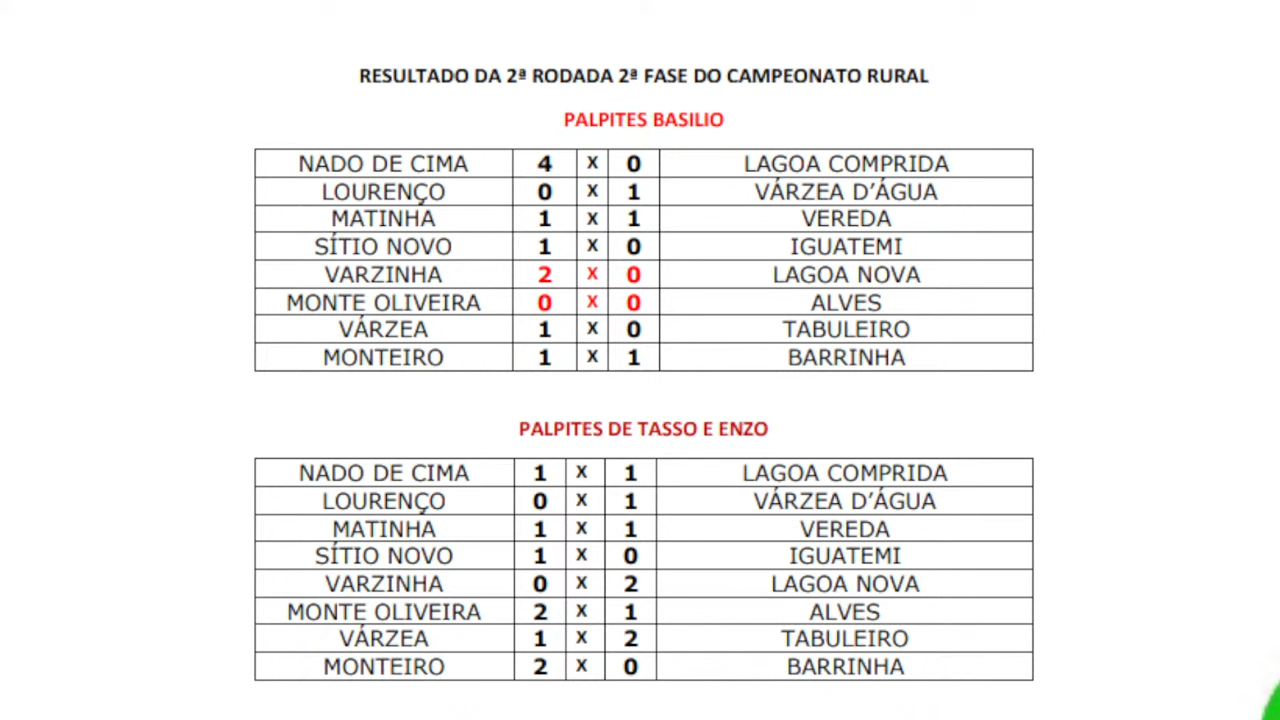 RESULTADO DA 2ª RODADA 2ª FASE DO CAMPEONATO RURAL
PALPITES BASILIO
NADO DE CIMA 4 X 0 LAGOA COMPRIDA
LOURENÇO 0 X 1 VÁRZEA D’ÁGUA
MATINHA 1 X 1 VEREDA
SÍTIO NOVO 1 X 0 IGUATEMI
VARZINHA 2 X 0 LAGOA NOVA
MONTE OLIVEIRA 0 X 0 ALVES
VÁRZEA 1 X 0 TABULEIRO
MONTEIRO 1 X 1 BARRINHA
PALPITES DE TASSO E ENZO
NADO DE CIMA 1 X 1 LAGOA COMPRIDA
LOURENÇO 0 X 1 VÁRZEA D’ÁGUA
MATINHA 1 X 1 VEREDA
SÍTIO NOVO 1 X 0 IGUATEMI
VARZINHA 0 X 2 LAGOA NOVA
MONTE OLIVEIRA 2 X 1 ALVES
VÁRZEA 1 X 2 TABULEIRO
MONTEIRO 2 X 0 BARRINHA